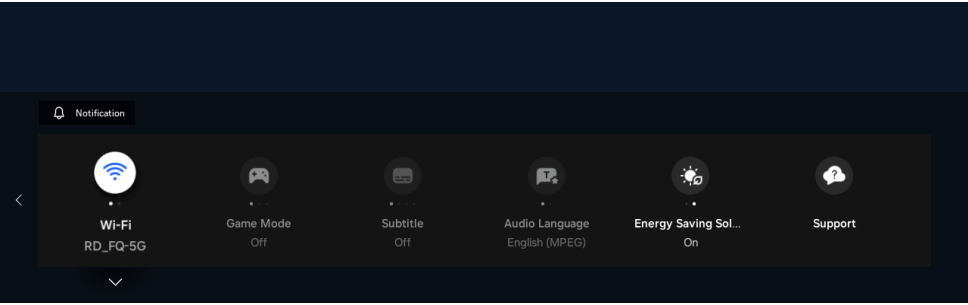 Notification
Wi-Fi
RD_FQ-5G
Game Mode
Off
Subtitle
Off
Audio Language
English (MPEG)
Energy Saving Sol...
On
Support